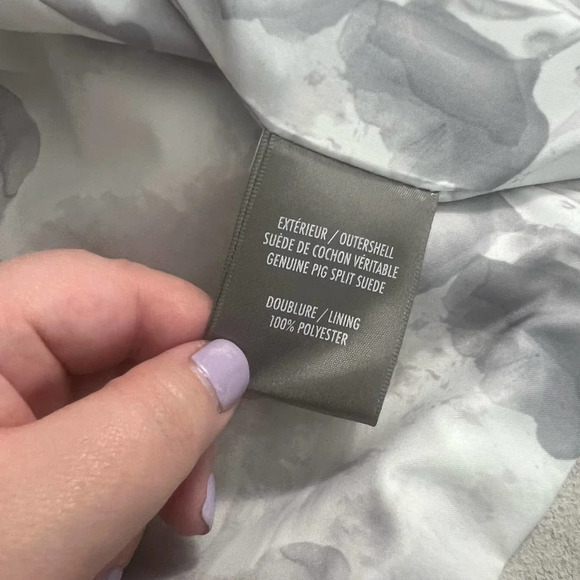 EXTÉRIEUR / OUTERSHELL
SUÈDE DE COCHON VÉRITABLE
GENUINE PIG SPLIT SUEDE
DOUBLURE / LINING
100% POLYESTER